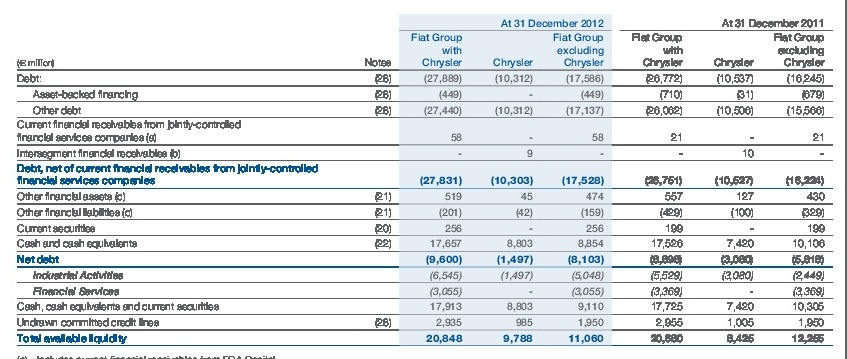 At 31 December 2012 At 31 December 2011
Fiat Group Fiat Group Fiat Group Fiat Group
with excluding with excluding
(€ million) Notes Chrysler Chrysler Chrysler Chrysler Chrysler Chrysler
Debt: (28) (27,889) (10,312) (17,586) (26,772) (10,537) (16,245)
Asset-backed financing (28) (449) - (449) (710) (31) (679)
Other debt (28) (27,440) (10,312) (17,137) (26,062) (10,506) (15,566)
Current financial receivables from jointly-controlled
financial services companies (a) 58 - 58 21 - 21
Intersegment financial receivables (b) - 9 - - 10 -
Debt, net of current financial receivables from jointly-controlled
financial services companies (27,831) (10,303) (17,528) (26,751) (10,527) (16,224)
Other financial assets (c) (21) 519 45 474 557 127 430
Other financial liabilities (c) (21) (201) (42) (159) (429) (100) (329)
Current securities (20) 256 - 256 199 - 199
Cash and cash equivalents (22) 17,657 8,803 8,854 17,526 7,420 10,106
Net debt (9,600) (1,497) (8,103) (8,898) (3,080) (5,818)
Industrial Activities (6,545) (1,497) (5,048) (5,529) (3,080) (2,449)
Financial Services (3,055) - (3,055) (3,369) - (3,369)
Cash, cash equivalents and current securities 17,913 8,803 9,110 17,725 7,420 10,305
Undrawn committed credit lines (28) 2,935 985 1,950 2,955 1,005 1,950
Total available liquidity 20,848 9,788 11,060 20,680 8,425 12,255